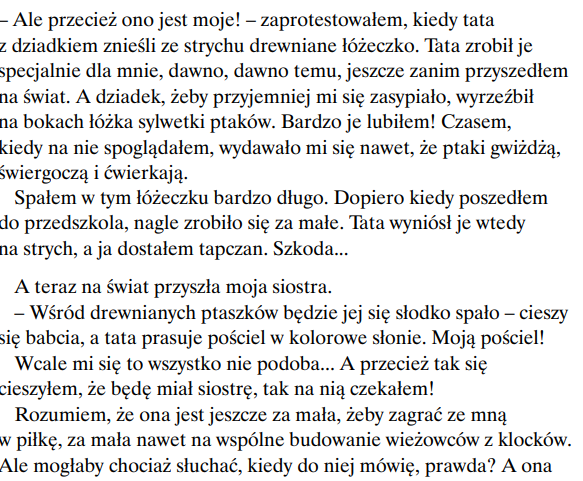 – Ale przecież ono jest moje! – zaprotestowałem, kiedy tata
z dziadkiem znieśli ze strychu drewniane łóżeczko. Tata zrobił je
specjalnie dla mnie, dawno, dawno temu, jeszcze zanim przyszedłem
na świat. A dziadek, żeby przyjemniej mi się zasypiało, wyrzeźbił
na bokach łóżka sylwetki ptaków. Bardzo je lubiłem! Czasem,
kiedy na nie spoglądałem, wydawało mi się nawet, że ptaki gwiżdżą,
świergoczą i ćwierkają.
Spałem w tym łóżeczku bardzo długo. Dopiero kiedy poszedłem
do przedszkola, nagle zrobiło się za małe. Tata wyniósł je wtedy
na strych, a ja dostałem tapczan. Szkoda...
A teraz na świat przyszła moja siostra.
– Wśród drewnianych ptaszków będzie jej się słodko spało – cieszy
się babcia, a tata prasuje pościel w kolorowe słonie. Moją pościel!
Wcale mi się to wszystko nie podoba... A przecież tak się
cieszyłem, że będę miał siostrę, tak na nią czekałem!
Rozumiem, że ona jest jeszcze za mała, żeby zagrać ze mną
w piłkę, za mała nawet na wspólne budowanie wieżowców z klocków.
Ale mogłaby chociaż słuchać, kiedy do niej mówię, prawda? A ona